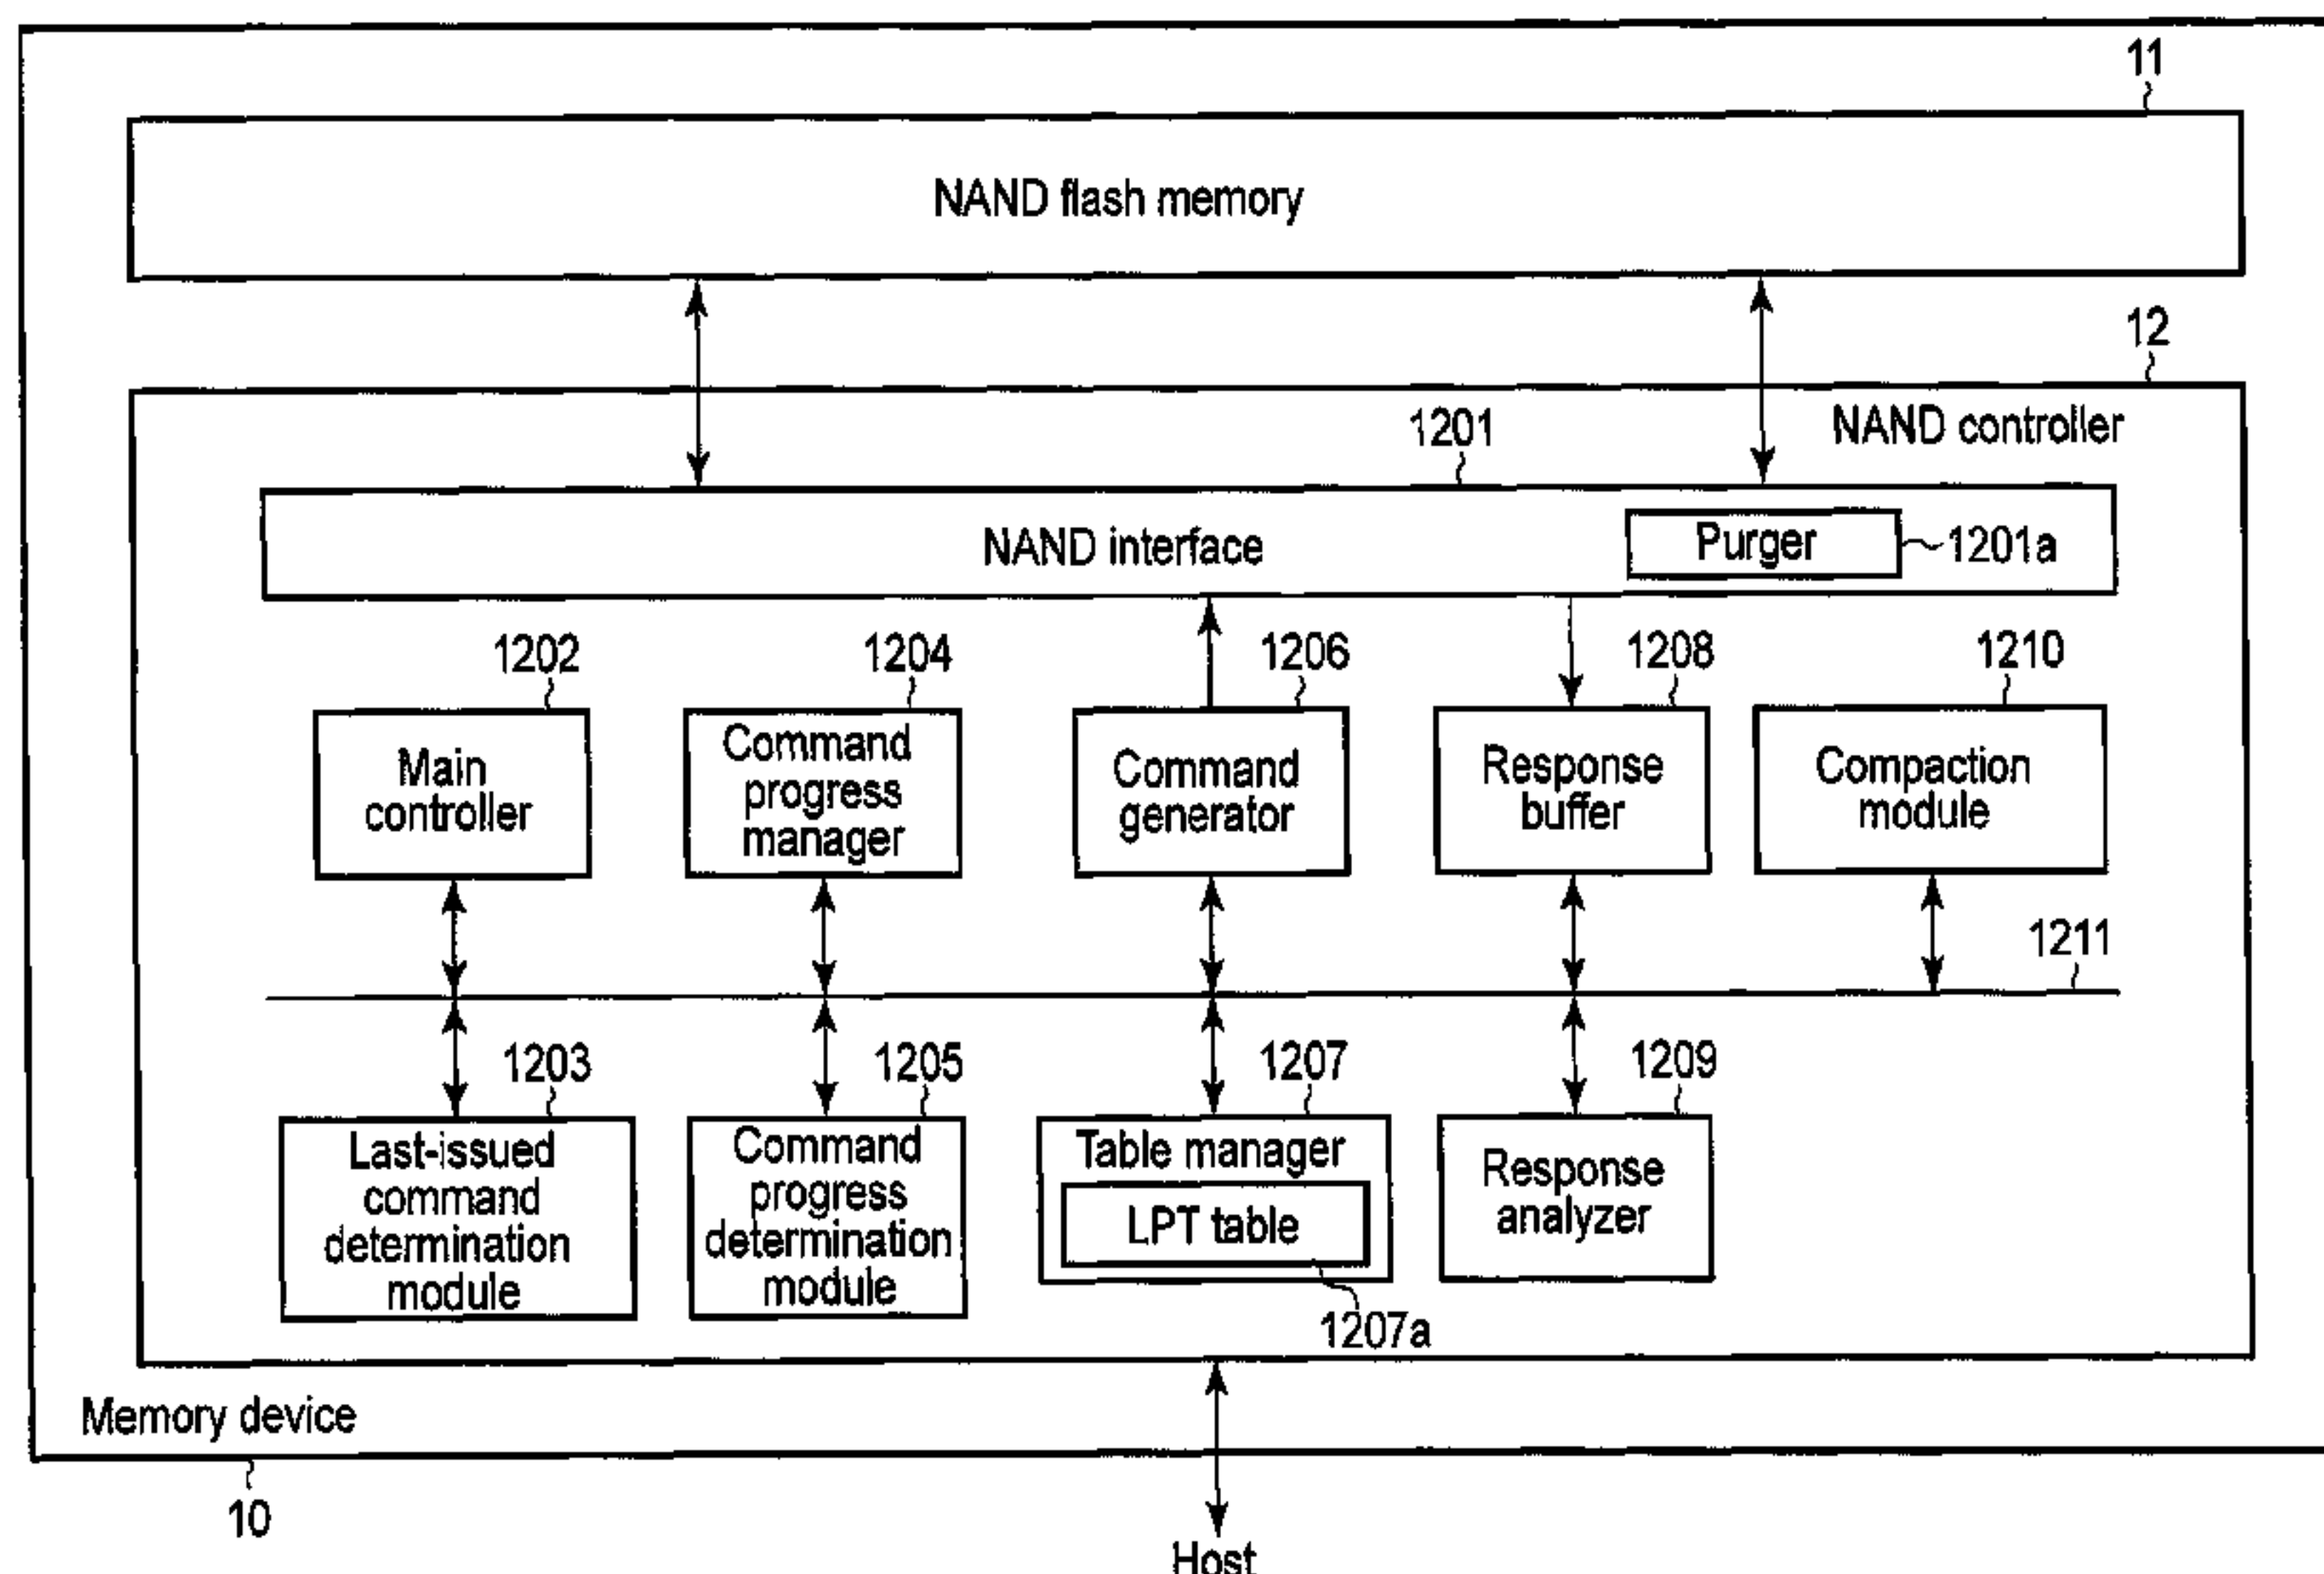 11
NAND flash memory
12
NAND controller
1201
NAND interface
Purger
1201a
1202
1204
1206
1208
1210
Main
controller
Command
progress
manager
Command
generator
Response
buffer
Compaction
module
1211
1203
1205
1207
1209
Last-issued
command
determination
module
Command
progress
determination
module
Table manager
LPT table
Response
analyzer
1207a
Memory device
10
Host